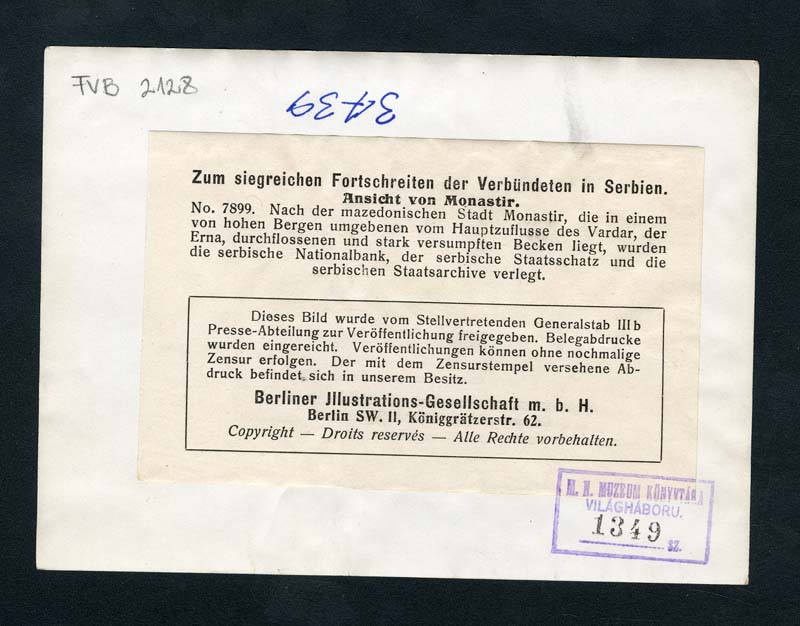 FVB 2128
3439
Zum siegreichen Fortschreiten der Verbündeten in Serbien.
Ansicht von Monastir.
No. 7899. Nach der mazedonischen Stadt Monastir, die in einem
von hohen Bergen umgebenen vom Hauptzuflusse des Vardar, der
Erna, durchflossenen und stark versumpften Becken liegt, wurden
die serbische Nationalbank, der serbische Staatsschatz und die
serbischen Staatsarchive verlegt.
Dieses Bild wurde vom Stellvertretenden Generalstab IIIb
Presse-Abteilung zur Veröffentlichung freigegeben. Belegabdrucke
wurden eingereicht. Veröffentlichungen können ohne nochmalige
Zensur erfolgen. Der mit dem Zensurstempel versehene Ab-
druck befindet sich in unserem Besitz.
Berliner Jllustrations-Gesellschaft m. b. H.
Berlin SW. 11, Königgrätzerstr. 62.
Copyright — Droits reservés — Alle Rechte vorbehalten.
M. N. MUZEUM KÖNYVTÁRA
VILÁGHÁBORU.
1349
SZ.